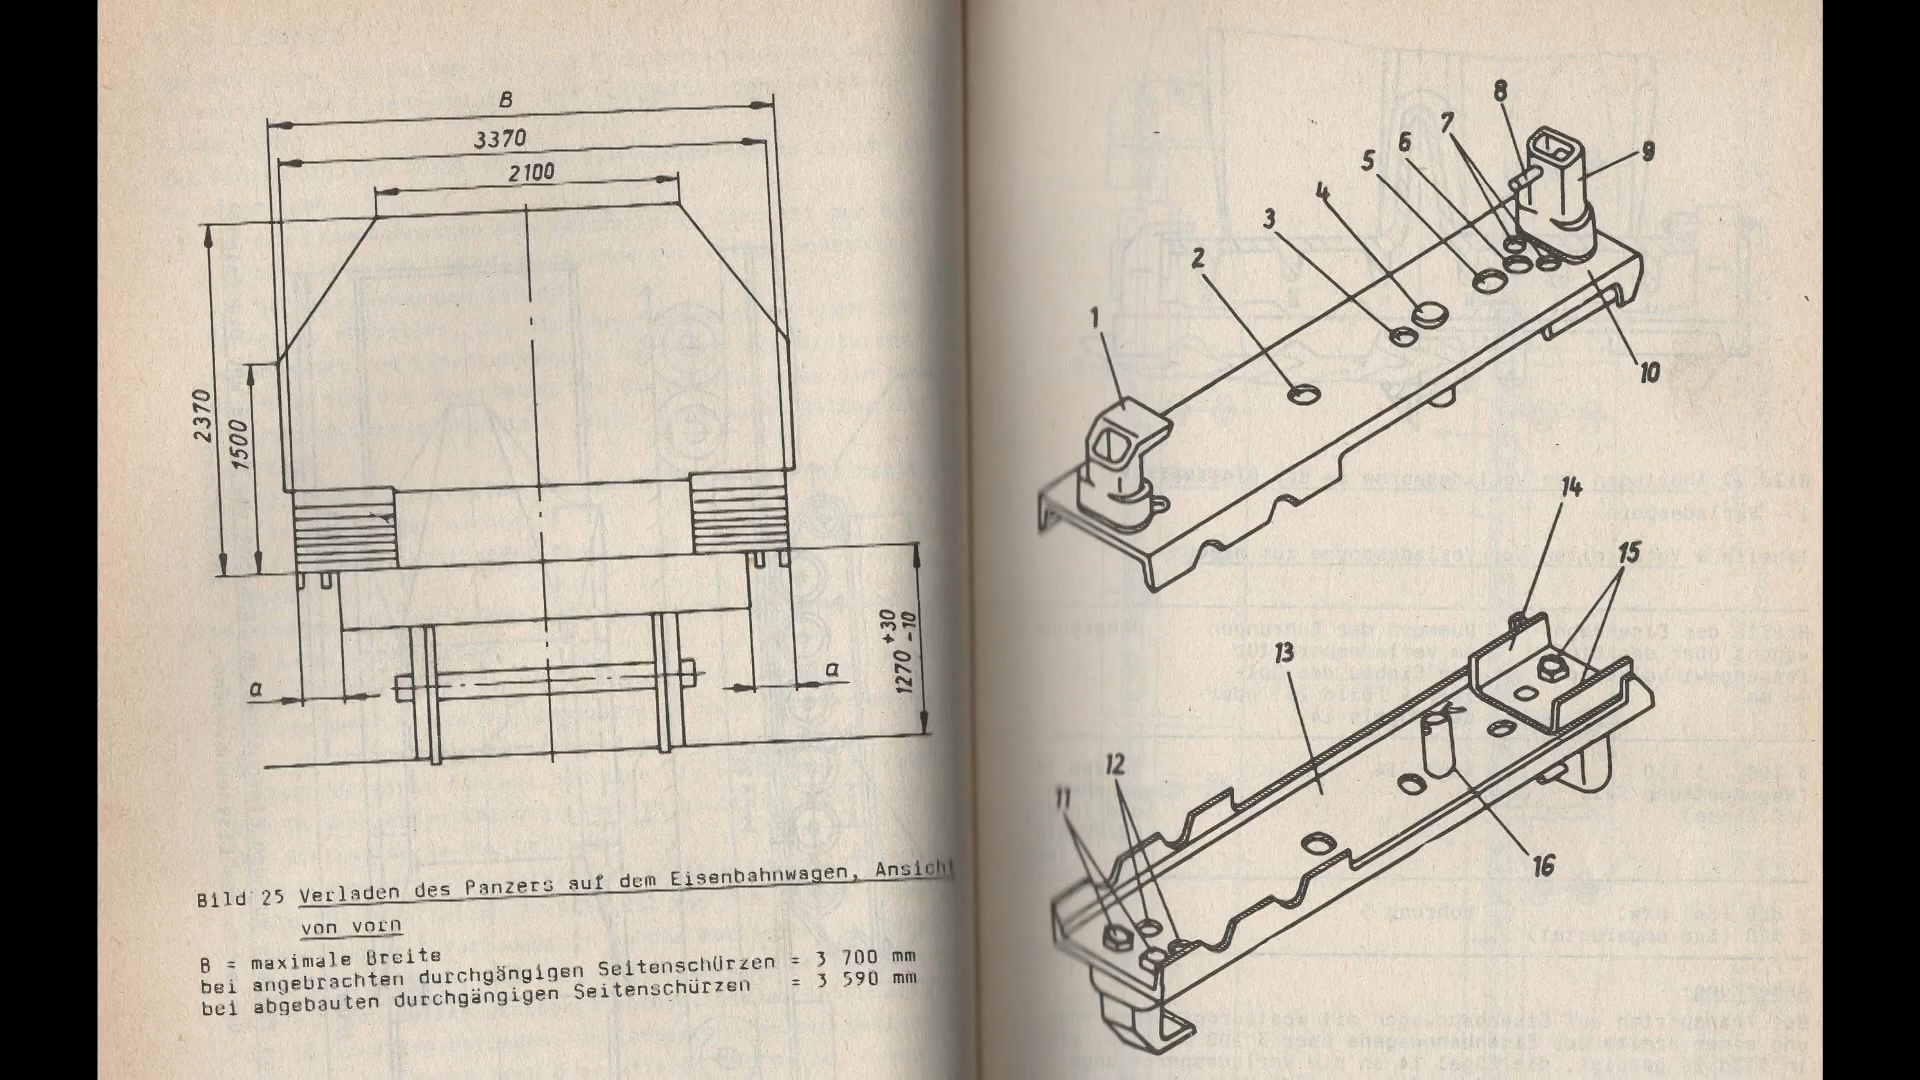 B
3370
2100
2370
1500
1270 +30 -10
a
a
Bild 25 Verladen des Panzers auf dem Eisenbahnwagen, Ansicht
von vorn
B = maximale Breite
bei angebrachten durchgängigen Seitenschürzen = 3 700 mm
bei abgebauten durchgängigen Seitenschürzen = 3 590 mm
8
7
6
5
9
4
3
2
1
10
14
15
13
12
11
16